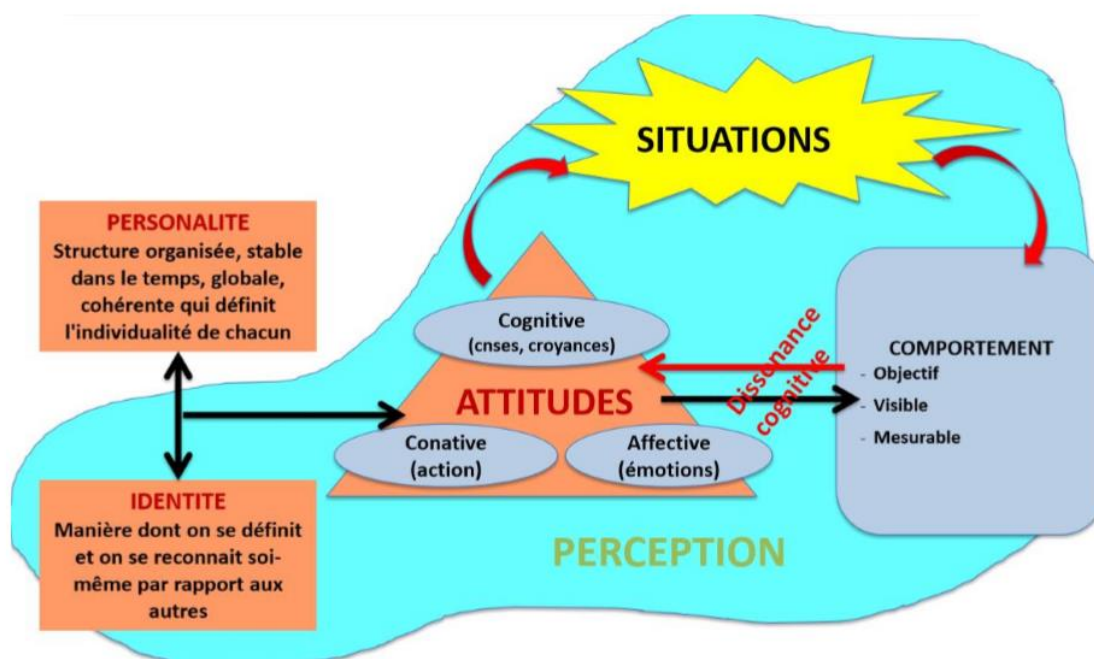 SITUATIONS
PERSONALITE
Structure organisée, stable
dans le temps, globale,
cohérente qui définit
l'individualité de chacun
Cognitive
(cnses, croyances)
ATTITUDES
Conative
(action)
Affective
(émotions)
Dissonance
cognitive
COMPORTEMENT
- Objectif
- Visible
- Mesurable
IDENTITE
Manière dont on se définit
et on se reconnait soi-
même par rapport aux
autres
PERCEPTION